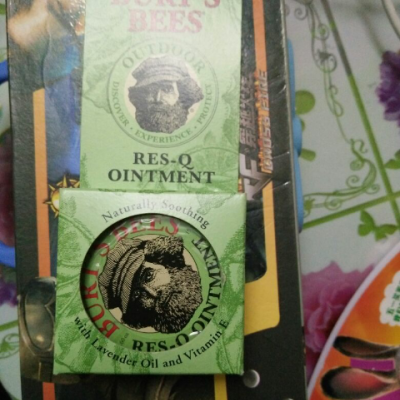 BURT'S
BEES
OUTDOOR
DISCOVER • EXPERIENCE • PROTECT
RES-Q
OINTMENT
Naturally Soothing
BURT'S BEES
RES-Q OINTMENT
with Lavender Oil and Vitamin E